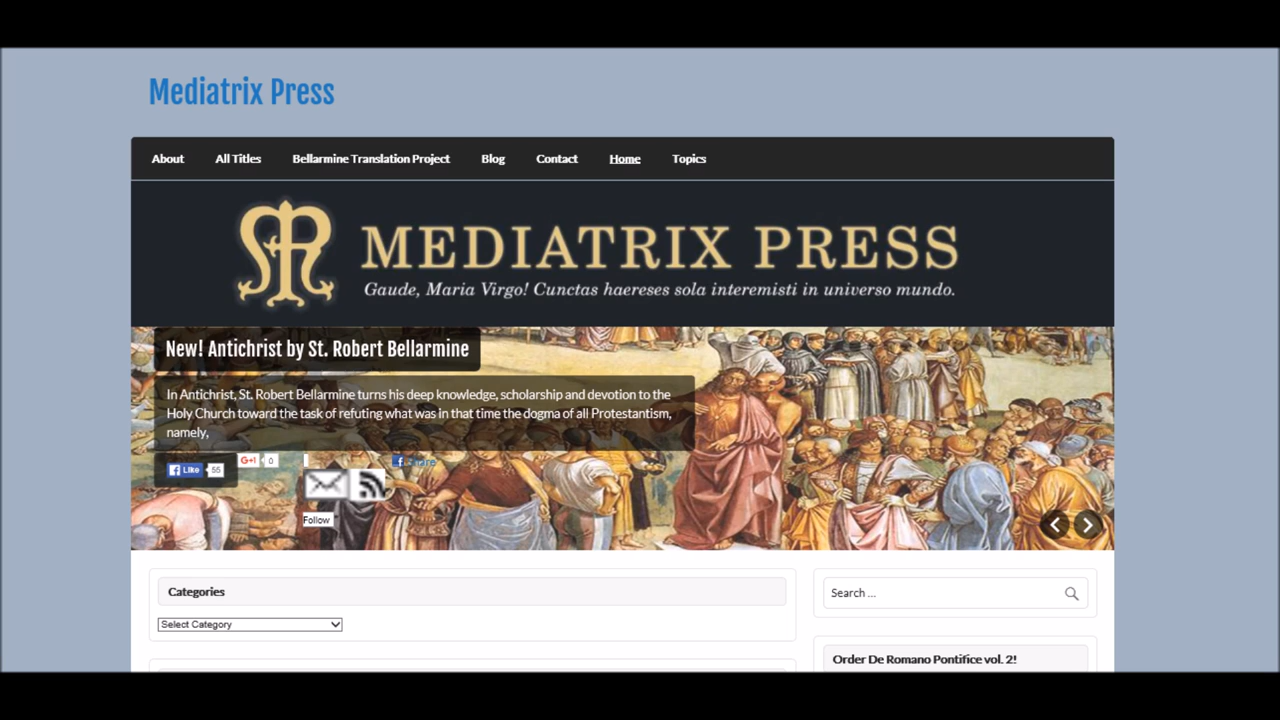 Mediatrix Press
About All Titles Bellarmine Translation Project Blog Contact Home Topics
MEDIATRIX PRESS
Gaude, Maria Virgo! Cunctas haereses sola interemisti in universo mundo.
New! Antichrist by St. Robert Bellarmine
In Antichrist, St. Robert Bellarmine turns his deep knowledge, scholarship and devotion to the
Holy Church toward the task of refuting what was in that time the dogma of all Protestantism,
namely,
Like 55 G+1 0 Share
Follow
Categories
Select Category
Search ...
Order De Romano Pontifice vol. 2!